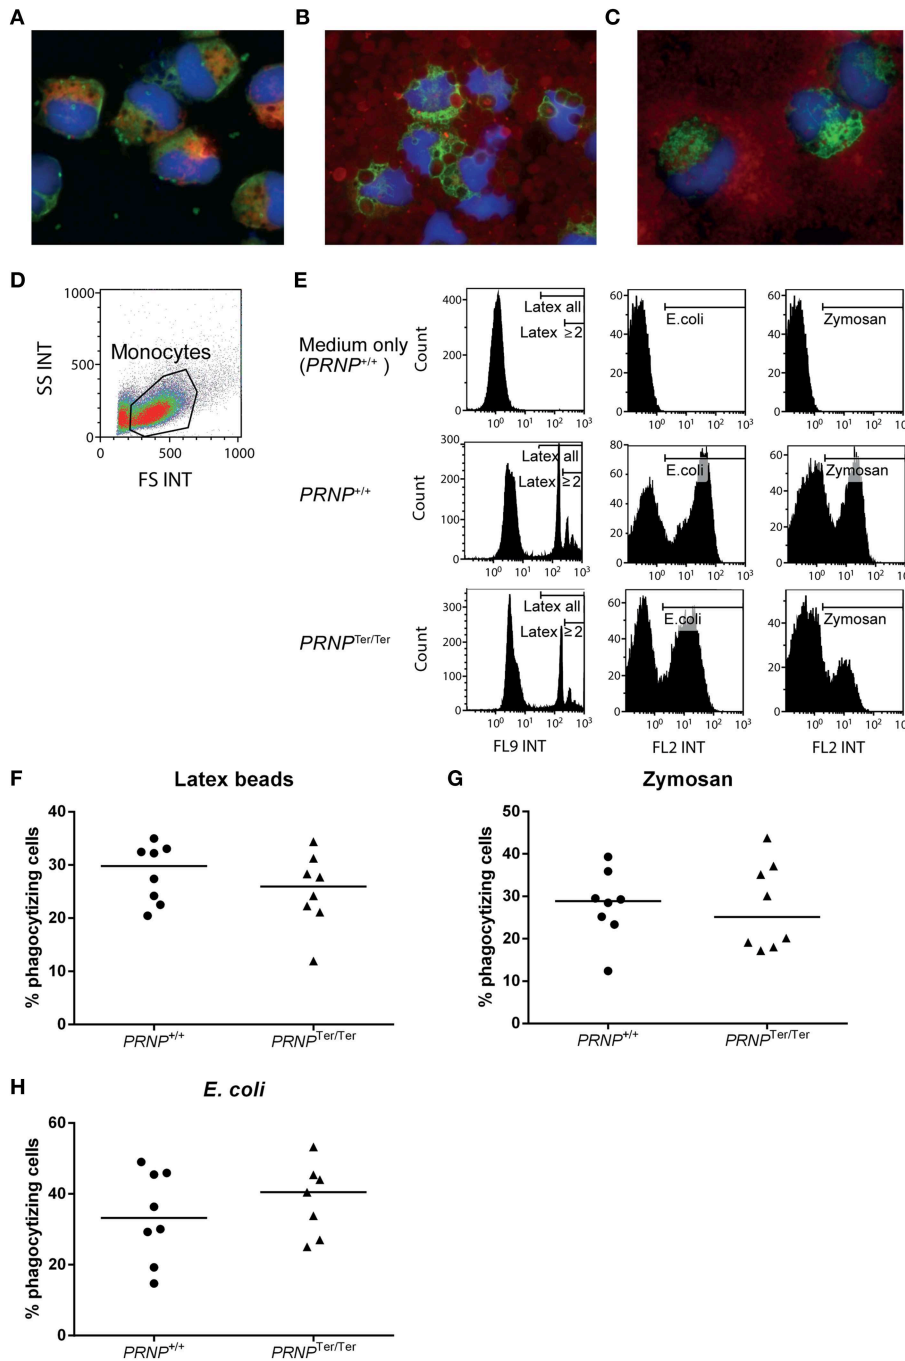 A
B
C
D
1000
500
0
SS INT
Monocytes
0
500
1000
FS INT
E
Medium only
(PRNP+/+ )
400
200
0
Count
Latex all
Latex ≥2
10⁰ 10¹ 10² 10³
60
40
20
0
E.coli
10⁰ 10¹ 10² 10³
60
40
20
0
Zymosan
10⁰ 10¹ 10² 10³
PRNP+/+
300
200
100
0
Count
Latex all
Latex ≥2
10⁰ 10¹ 10² 10³
60
40
20
0
E.coli
10⁰ 10¹ 10² 10³
60
40
20
0
Zymosan
10⁰ 10¹ 10² 10³
PRNPTer/Ter
300
200
100
0
Count
Latex all
Latex ≥2
10⁰ 10¹ 10² 10³
FL9 INT
60
40
20
0
E.coli
10⁰ 10¹ 10² 10³
FL2 INT
80
60
40
20
0
Zymosan
10⁰ 10¹ 10² 10³
FL2 INT
F
Latex beads
% phagocytizing cells
40
30
20
10
0
PRNP+/+
PRNPTer/Ter
G
Zymosan
% phagocytizing cells
50
40
30
20
10
0
PRNP+/+
PRNPTer/Ter
H
E. coli
% phagocytizing cells
60
40
20
0
PRNP+/+
PRNPTer/Ter